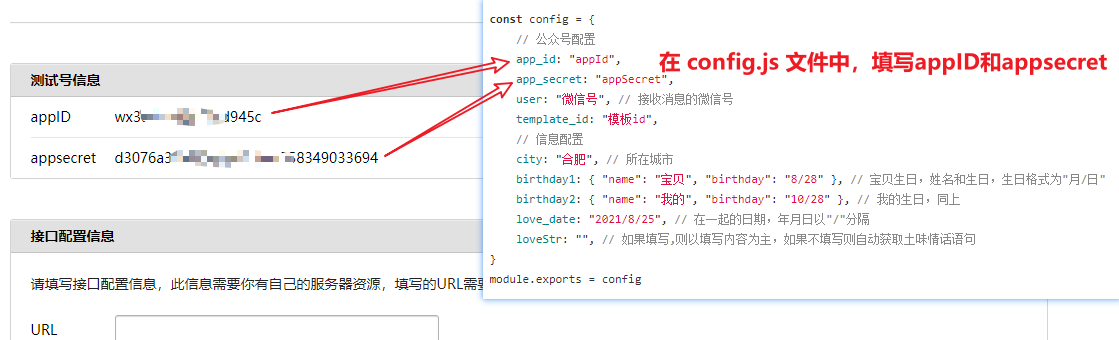 测试号信息
appID wx3 d945c
appsecret d3076a 58349033694
接口配置信息
请填写接口配置信息，此信息需要你有自己的服务器资源，填写的URL需
URL
const config = {
// 公众号配置
app_id: "appId",
app_secret: "appSecret",
user: "微信号", // 接收消息的微信号
template_id: "模板id",
// 信息配置
city: "合肥", // 所在城市
birthday1: { "name": "宝贝", "birthday": "8/28" }, // 宝贝生日，姓名和生日，生日格式为"月/日"
birthday2: { "name": "我的", "birthday": "10/28" }, // 我的生日，同上
love_date: "2021/8/25", // 在一起的日期，年月日以"/"分隔
loveStr: "", // 如果填写,则以填写内容为主，如果不填写则自动获取土味情话语句
}
module.exports = config
在 config.js 文件中，填写appID和appsecret